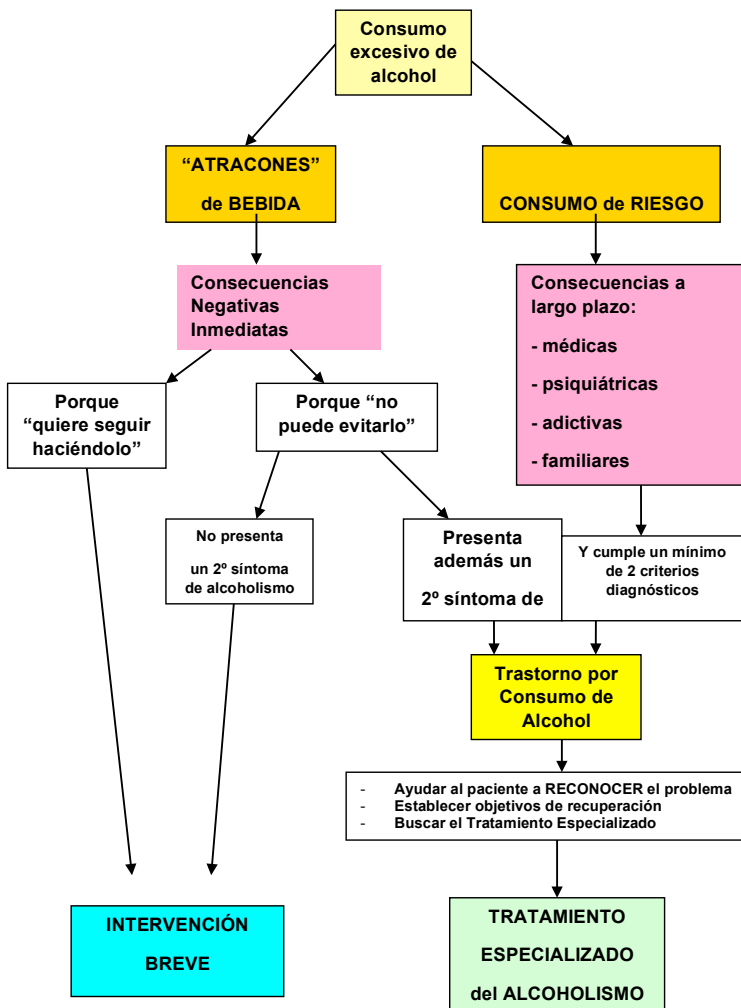 Consumo
excesivo de
alcohol
“ATRACONES”
de BEBIDA
CONSUMO de RIESGO
Consecuencias
Negativas
Inmediatas
Consecuencias a
largo plazo:
- médicas
- psiquiátricas
- adictivas
- familiares
Porque
“quiere seguir
haciéndolo”
Porque “no
puede evitarlo”
No presenta
un 2º síntoma
de alcoholismo
Presenta
además un
2º síntoma de
Y cumple un mínimo
de 2 criterios
diagnósticos
Trastorno por
Consumo de
Alcohol
- Ayudar al paciente a RECONOCER el problema
- Establecer objetivos de recuperación
- Buscar el Tratamiento Especializado
INTERVENCIÓN
BREVE
TRATAMIENTO
ESPECIALIZADO
del ALCOHOLISMO